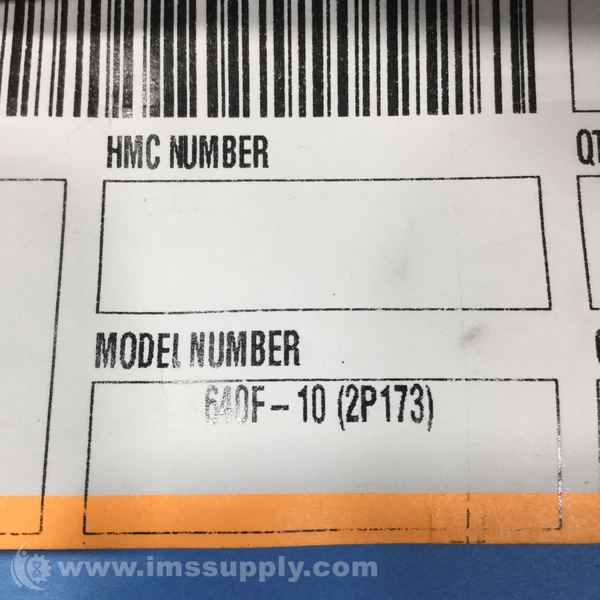 HMC NUMBER
QT
MODEL NUMBER
640F-10 (2P173)
www.imssupply.com